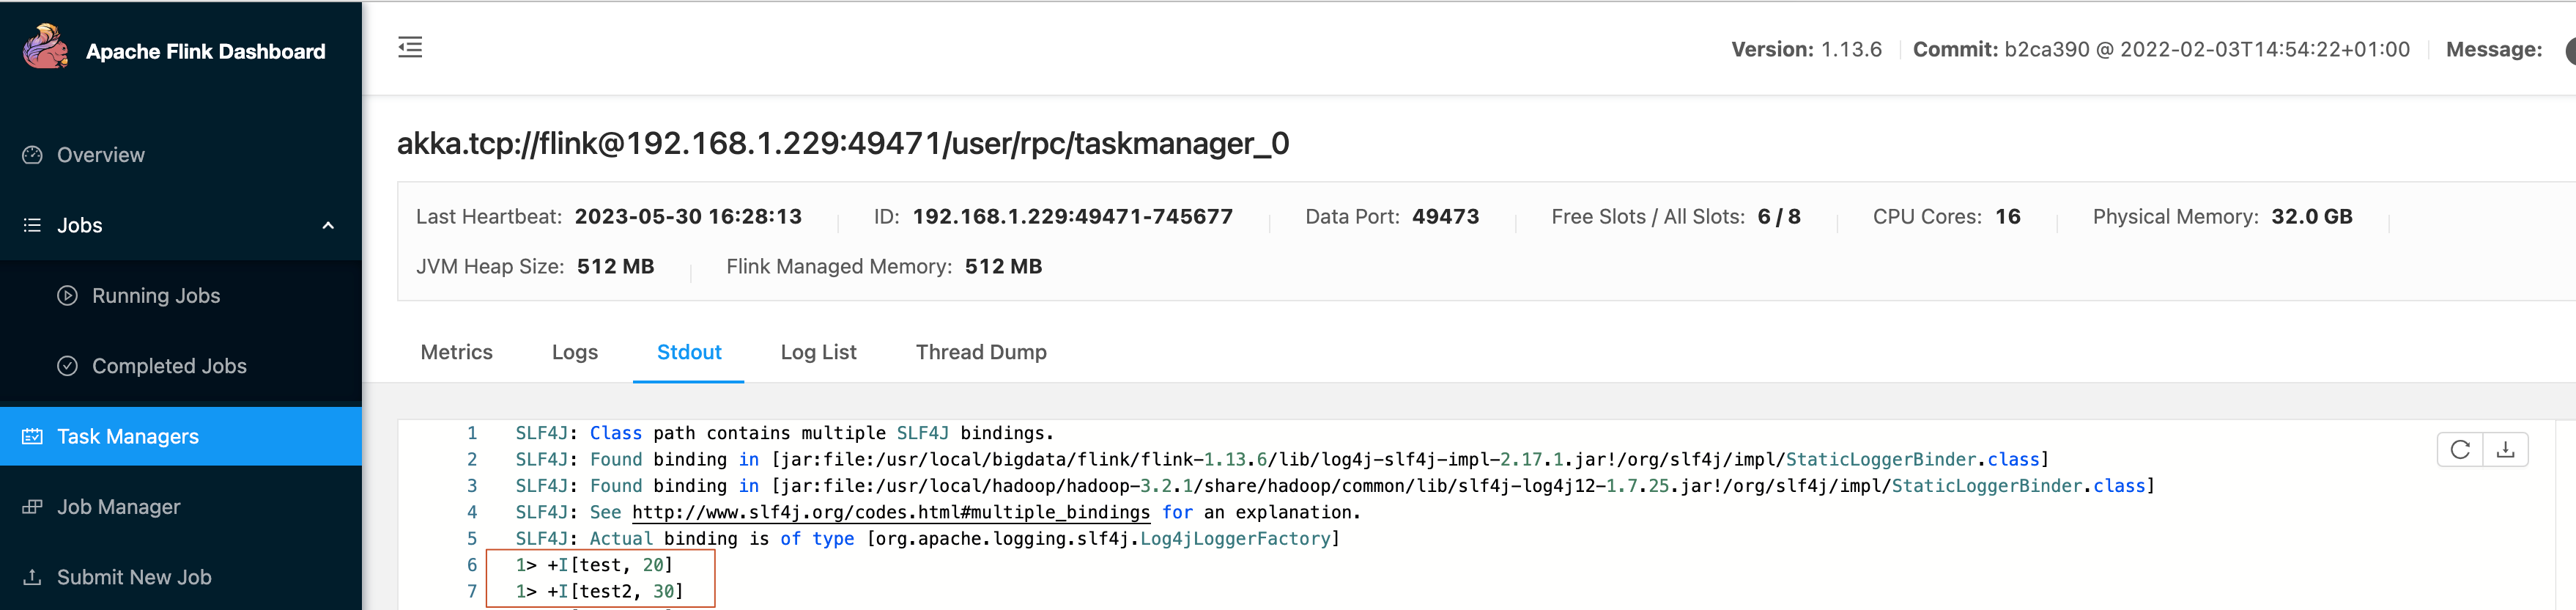 Apache Flink Dashboard
Version: 1.13.6 Commit: b2ca390 @ 2022-02-03T14:54:22+01:00 Message:
Overview
Jobs
Running Jobs
Completed Jobs
Task Managers
Job Manager
Submit New Job
akka.tcp://flink@192.168.1.229:49471/user/rpc/taskmanager_0
Last Heartbeat: 2023-05-30 16:28:13 ID: 192.168.1.229:49471-745677 Data Port: 49473 Free Slots / All Slots: 6 / 8 CPU Cores: 16 Physical Memory: 32.0 GB
JVM Heap Size: 512 MB Flink Managed Memory: 512 MB
Metrics Logs Stdout Log List Thread Dump
1 SLF4J: Class path contains multiple SLF4J bindings.
2 SLF4J: Found binding in [jar:file:/usr/local/bigdata/flink/flink-1.13.6/lib/log4j-slf4j-impl-2.17.1.jar!/org/slf4j/impl/StaticLoggerBinder.class]
3 SLF4J: Found binding in [jar:file:/usr/local/hadoop/hadoop-3.2.1/share/hadoop/common/lib/slf4j-log4j12-1.7.25.jar!/org/slf4j/impl/StaticLoggerBinder.class]
4 SLF4J: See http://www.slf4j.org/codes.html#multiple_bindings for an explanation.
5 SLF4J: Actual binding is of type [org.apache.logging.slf4j.Log4jLoggerFactory]
6 1> +I[test, 20]
7 1> +I[test2, 30]